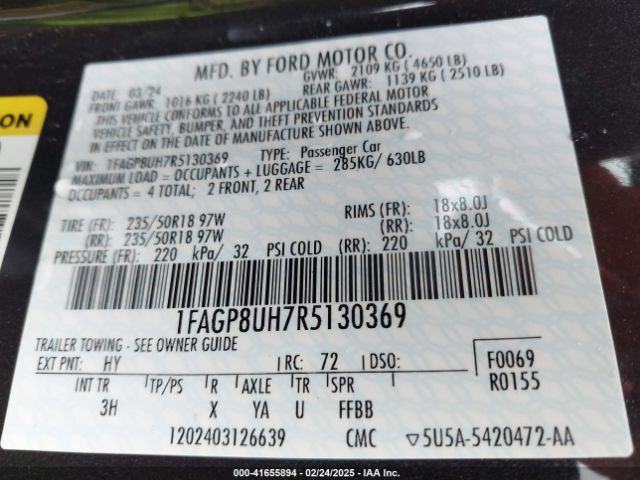 MFD. BY FORD MOTOR CO.
DATE 03/24 GVWR: 2109 KG ( 4650 LB)
FRONT GAWR: 1016 KG ( 2240 LB) REAR GAWR: 1139 KG ( 2510 LB)
THIS VEHICLE CONFORMS TO ALL APPLICABLE FEDERAL MOTOR
VEHICLE SAFETY, BUMPER, AND THEFT PREVENTION STANDARDS
IN EFFECT ON THE DATE OF MANUFACTURE SHOWN ABOVE.
VIN: 1FAGP8UH7R5130369 TYPE: Passenger Car
MAXIMUM LOAD = OCCUPANTS + LUGGAGE = 285KG/ 630LB
OCCUPANTS = 4 TOTAL; 2 FRONT, 2 REAR
TIRE (FR): 235/50R18 97W RIMS (FR): 18x8.0J
(RR): 235/50R18 97W (RR): 18x8.0J
PRESSURE (FR): 220 kPa/ 32 PSI COLD (RR): 220 kPa/ 32 PSI COLD
1FAGP8UH7R5130369
TRAILER TOWING - SEE OWNER GUIDE
EXT PNT: HY RC: 72 DSO: F0069
INT TR TP/PS R AXLE TR SPR R0155
3H X YA U FFBB
1202403126639 CMC ▽5U5A-5420472-AA
ON
000-41655894 - 02/24/2025 - IAA Inc.